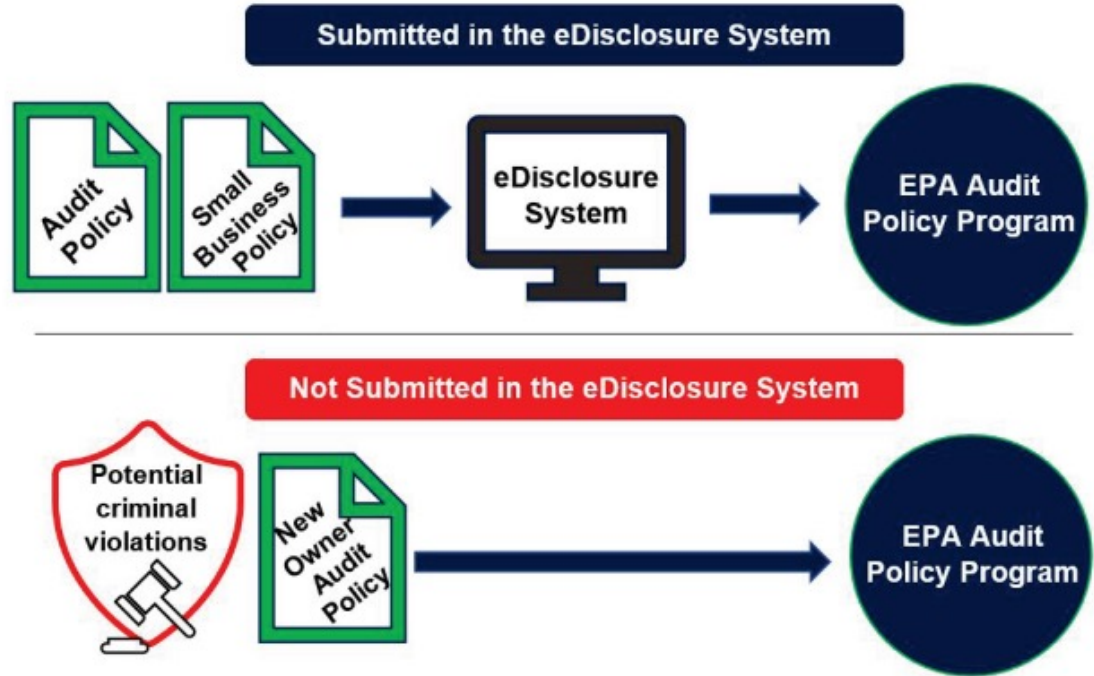 Submitted in the eDisclosure System
Audit
Policy
Small
Business
Policy
eDisclosure
System
EPA Audit
Policy Program
Not Submitted in the eDisclosure System
Potential
criminal
violations
New
Owner
Audit
Policy
EPA Audit
Policy Program